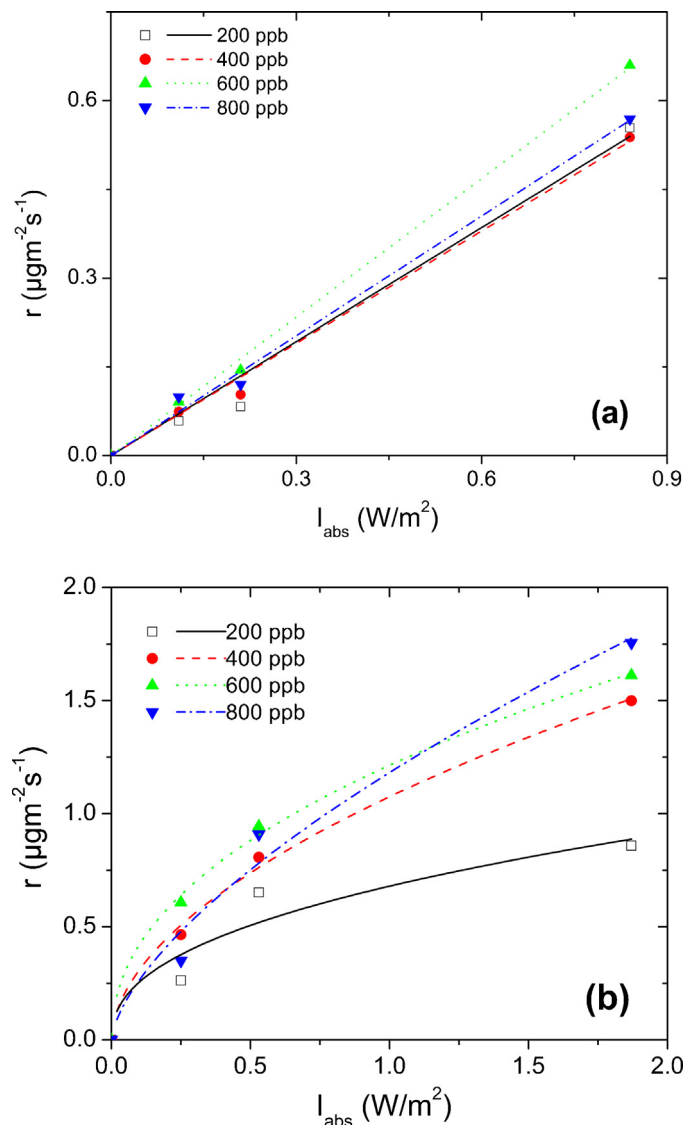 200 ppb
400 ppb
600 ppb
800 ppb
0.6
0.3
0.0
r (µgm⁻²s⁻¹)
(a)
0.0 0.3 0.6 0.9
I_abs (W/m²)
2.0
200 ppb
400 ppb
600 ppb
800 ppb
1.5
1.0
0.5
0.0
r (µgm⁻²s⁻¹)
(b)
0.0 0.5 1.0 1.5 2.0
I_abs (W/m²)